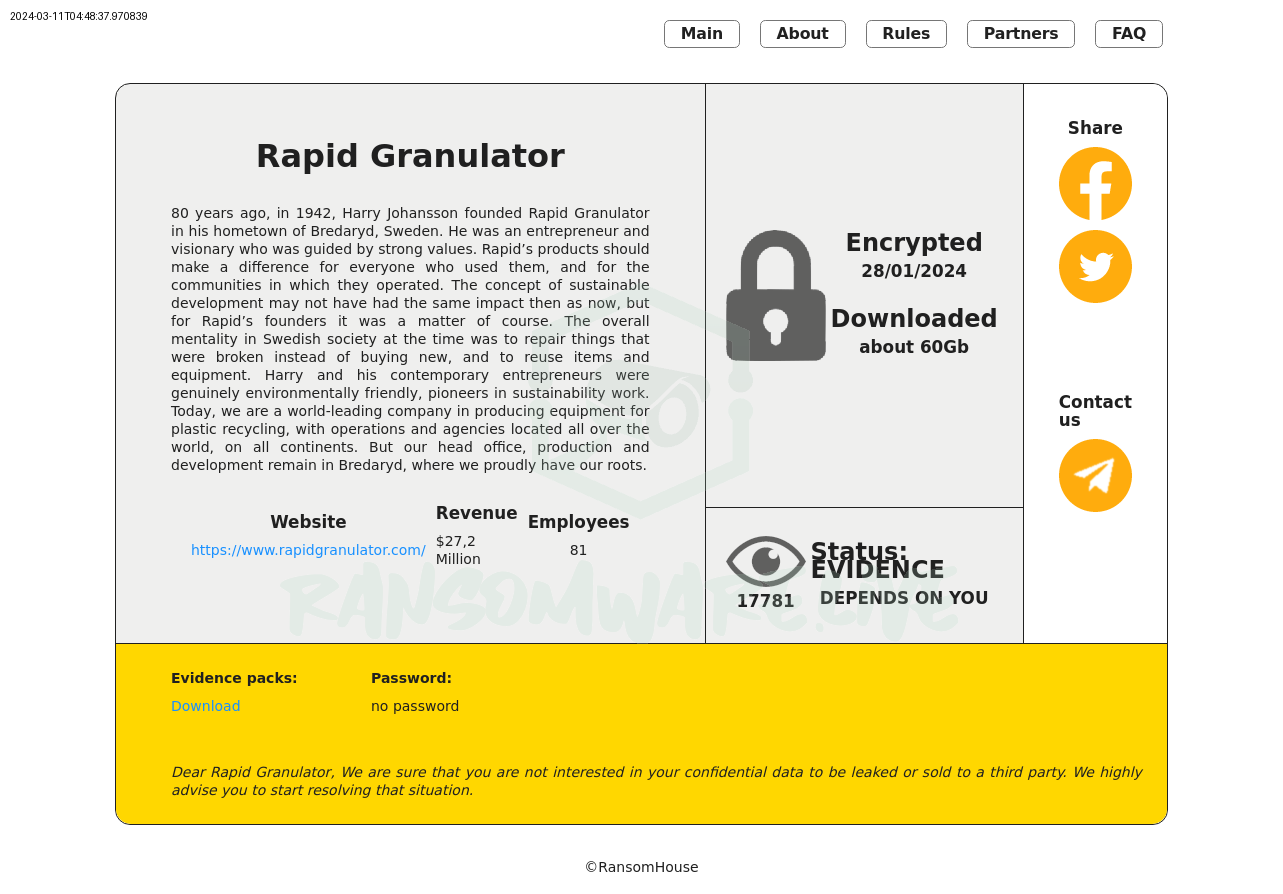 2024-03-11T04:48:37.970839
Main
About
Rules
Partners
FAQ
Rapid Granulator
80 years ago, in 1942, Harry Johansson founded Rapid Granulator
in his hometown of Bredaryd, Sweden. He was an entrepreneur and
visionary who was guided by strong values. Rapid’s products should
make a difference for everyone who used them, and for the
communities in which they operated. The concept of sustainable
development may not have had the same impact then as now, but
for Rapid’s founders it was a matter of course. The overall
mentality in Swedish society at the time was to repair things that
were broken instead of buying new, and to reuse items and
equipment. Harry and his contemporary entrepreneurs were
genuinely environmentally friendly, pioneers in sustainability work.
Today, we are a world-leading company in producing equipment for
plastic recycling, with operations and agencies located all over the
world, on all continents. But our head office, production and
development remain in Bredaryd, where we proudly have our roots.
Website
https://www.rapidgranulator.com/
Revenue
$27,2
Million
Employees
81
Encrypted
28/01/2024
Downloaded
about 60Gb
17781
Status:
EVIDENCE
DEPENDS ON YOU
Share
Contact
us
RANSOMWARE.LIVE
Evidence packs:
Download
Password:
no password
Dear Rapid Granulator, We are sure that you are not interested in your confidential data to be leaked or sold to a third party. We highly
advise you to start resolving that situation.
©RansomHouse